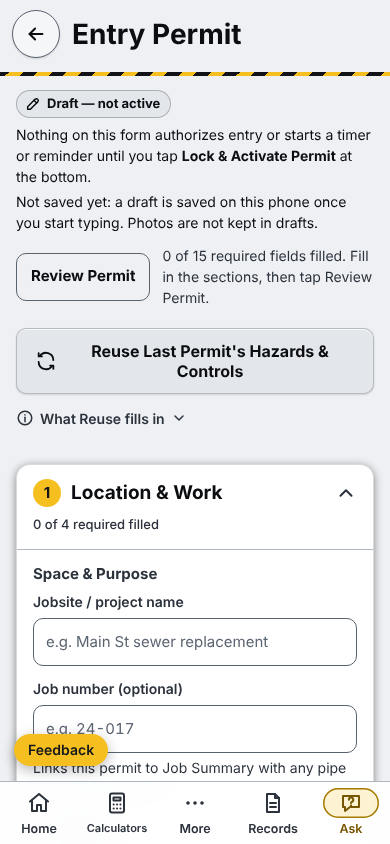 Entry Permit
Draft — not active
Nothing on this form authorizes entry or starts a timer
or reminder until you tap Lock & Activate Permit at
the bottom.
Not saved yet: a draft is saved on this phone once
you start typing. Photos are not kept in drafts.
Review Permit
0 of 15 required fields filled. Fill
in the sections, then tap Review
Permit.
Reuse Last Permit's Hazards &
Controls
What Reuse fills in
1 Location & Work
0 of 4 required filled
Space & Purpose
Jobsite / project name
e.g. Main St sewer replacement
Job number (optional)
e.g. 24-017
Feedback
Links this permit to Job Summary with any pipe
Home
Calculators
More
Records
Ask